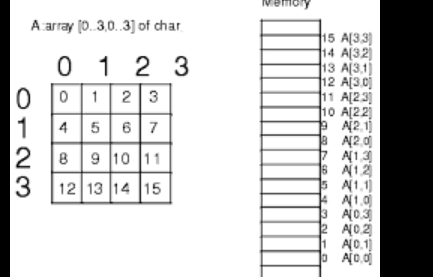 Memory
A:array [0..3,0..3] of char
0 1 2 3
0 0 1 2 3
1 4 5 6 7
2 8 9 10 11
3 12 13 14 15
15 A[3,3]
14 A[3,2]
13 A[3,1]
12 A[3,0]
11 A[2,3]
10 A[2,2]
9 A[2,1]
8 A[2,0]
7 A[1,3]
6 A[1,2]
5 A[1,1]
4 A[1,0]
3 A[0,3]
2 A[0,2]
1 A[0,1]
0 A[0,0]